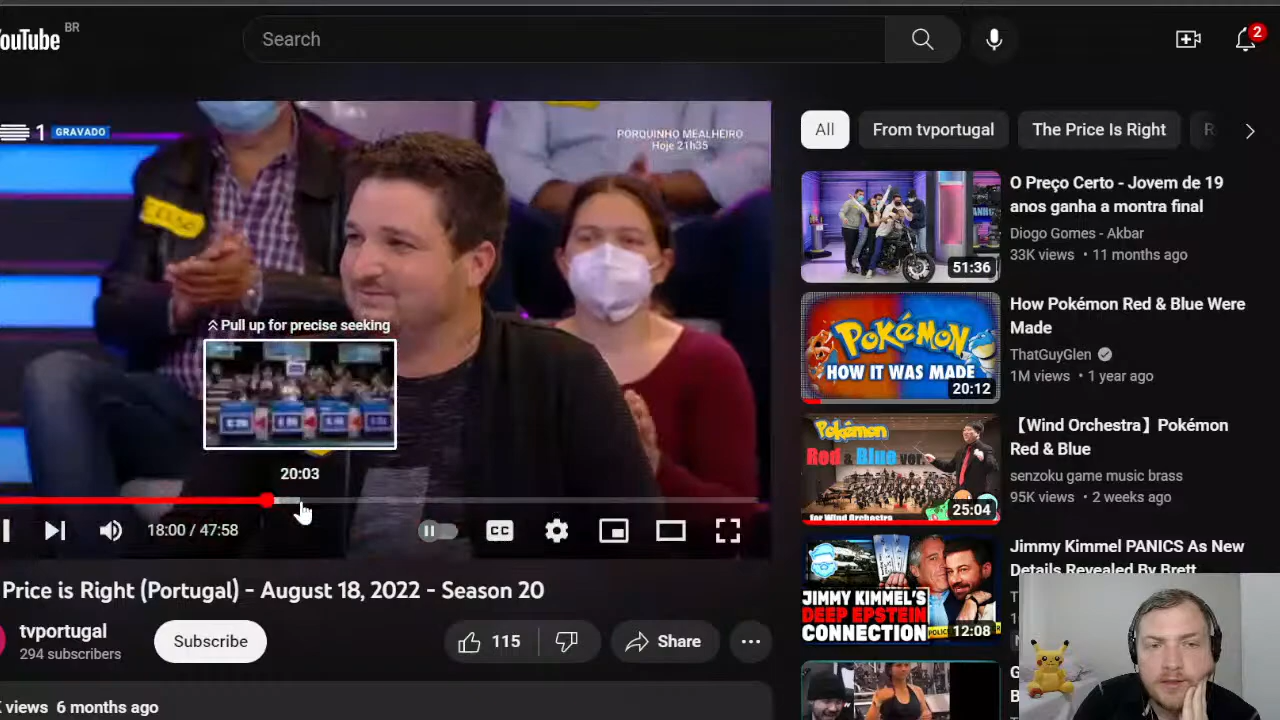 YouTube BR
Search
2
1 GRAVADO
PORQUINHO MEALHEIRO
Hoje 21h35
Pull up for precise seeking
20:03
18:00 / 47:58
CC
Price is Right (Portugal) - August 18, 2022 - Season 20
tvportugal
294 subscribers
Subscribe
115
Share
views 6 months ago
All
From tvportugal
The Price Is Right
O Preço Certo - Jovem de 19
anos ganha a montra final
Diogo Gomes - Akbar
33K views • 11 months ago
51:36
How Pokémon Red & Blue Were
Made
ThatGuyGlen
1M views • 1 year ago
Pokémon
HOW IT WAS MADE
20:12
【Wind Orchestra】Pokémon
Red & Blue
senzoku game music brass
95K views • 2 weeks ago
Pokémon
Red & Blue ver.
for Wind Orchestra
25:04
Jimmy Kimmel PANICS As New
Details Revealed By Brett
JIMMY KIMMEL'S
DEEP EPSTEIN
CONNECTION
12:08